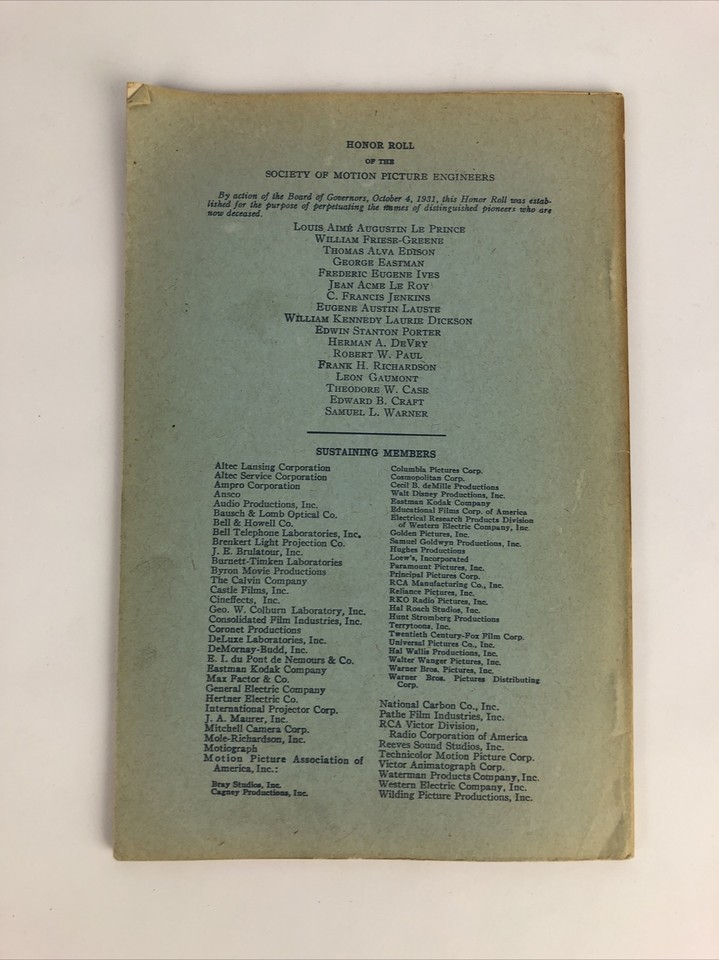 HONOR ROLL
OF THE
SOCIETY OF MOTION PICTURE ENGINEERS
By action of the Board of Governors, October 4, 1931, this Honor Roll was estab-
lished for the purpose of perpetuating the names of distinguished pioneers who are
now deceased.
LOUIS AIMÉ AUGUSTIN LE PRINCE
WILLIAM FRIESE-GREENE
THOMAS ALVA EDISON
GEORGE EASTMAN
FREDERIC EUGENE IVES
JEAN ACME LE ROY
C. FRANCIS JENKINS
EUGENE AUSTIN LAUSTE
WILLIAM KENNEDY LAURIE DICKSON
EDWIN STANTON PORTER
HERMAN A. DEVRY
ROBERT W. PAUL
FRANK H. RICHARDSON
LEON GAUMONT
THEODORE W. CASE
EDWARD B. CRAFT
SAMUEL L. WARNER
SUSTAINING MEMBERS
Altec Lansing Corporation
Altec Service Corporation
Ampro Corporation
Ansco
Audio Productions, Inc.
Bausch & Lomb Optical Co.
Bell & Howell Co.
Bell Telephone Laboratories, Inc.
Brenkert Light Projection Co.
J. E. Brulatour, Inc.
Burnett-Timken Laboratories
Byron Movie Productions
The Calvin Company
Castle Films, Inc.
Cineffects, Inc.
Geo. W. Colburn Laboratory, Inc.
Consolidated Film Industries, Inc.
Coronet Productions
DeLuxe Laboratories, Inc.
DeMornay-Budd, Inc.
E. I. du Pont de Nemours & Co.
Eastman Kodak Company
Max Factor & Co.
General Electric Company
Hertner Electric Co.
International Projector Corp.
J. A. Maurer, Inc.
Mitchell Camera Corp.
Mole-Richardson, Inc.
Motiograph
Motion Picture Association of
America, Inc.:
Bray Studios, Inc.
Cagney Productions, Inc.
Columbia Pictures Corp.
Cosmopolitan Corp.
Cecil B. deMille Productions
Walt Disney Productions, Inc.
Eastman Kodak Company
Educational Films Corp. of America
Electrical Research Products Division
of Western Electric Company, Inc.
Golden Pictures, Inc.
Samuel Goldwyn Productions, Inc.
Hughes Productions
Loew's, Incorporated
Paramount Pictures, Inc.
Principal Pictures Corp.
RCA Manufacturing Co., Inc.
Reliance Pictures, Inc.
RKO Radio Pictures, Inc.
Hal Roach Studios, Inc.
Hunt Stromberg Productions
Terrytoons, Inc.
Twentieth Century-Fox Film Corp.
Universal Pictures Co., Inc.
Hal Wallis Productions, Inc.
Walter Wanger Pictures, Inc.
Warner Bros. Pictures, Inc.
Warner Bros. Pictures Distributing
Corp.
National Carbon Co., Inc.
Pathe Film Industries, Inc.
RCA Victor Division,
Radio Corporation of America
Reeves Sound Studios, Inc.
Technicolor Motion Picture Corp.
Victor Animatograph Corp.
Waterman Products Company, Inc.
Western Electric Company, Inc.
Wilding Picture Productions, Inc.